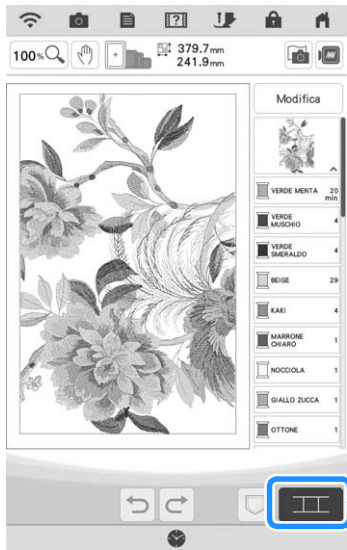 100%
379.7mm
241.9mm
Modifica
VERDE MENTA 20 min
VERDE MUSCHIO 4
VERDE SMERALDO 4
BEIGE 29
KAKI 4
MARRONE CHIARO 1
NOCCIOLA 1
GIALLO ZUCCA 1
OTTONE 1